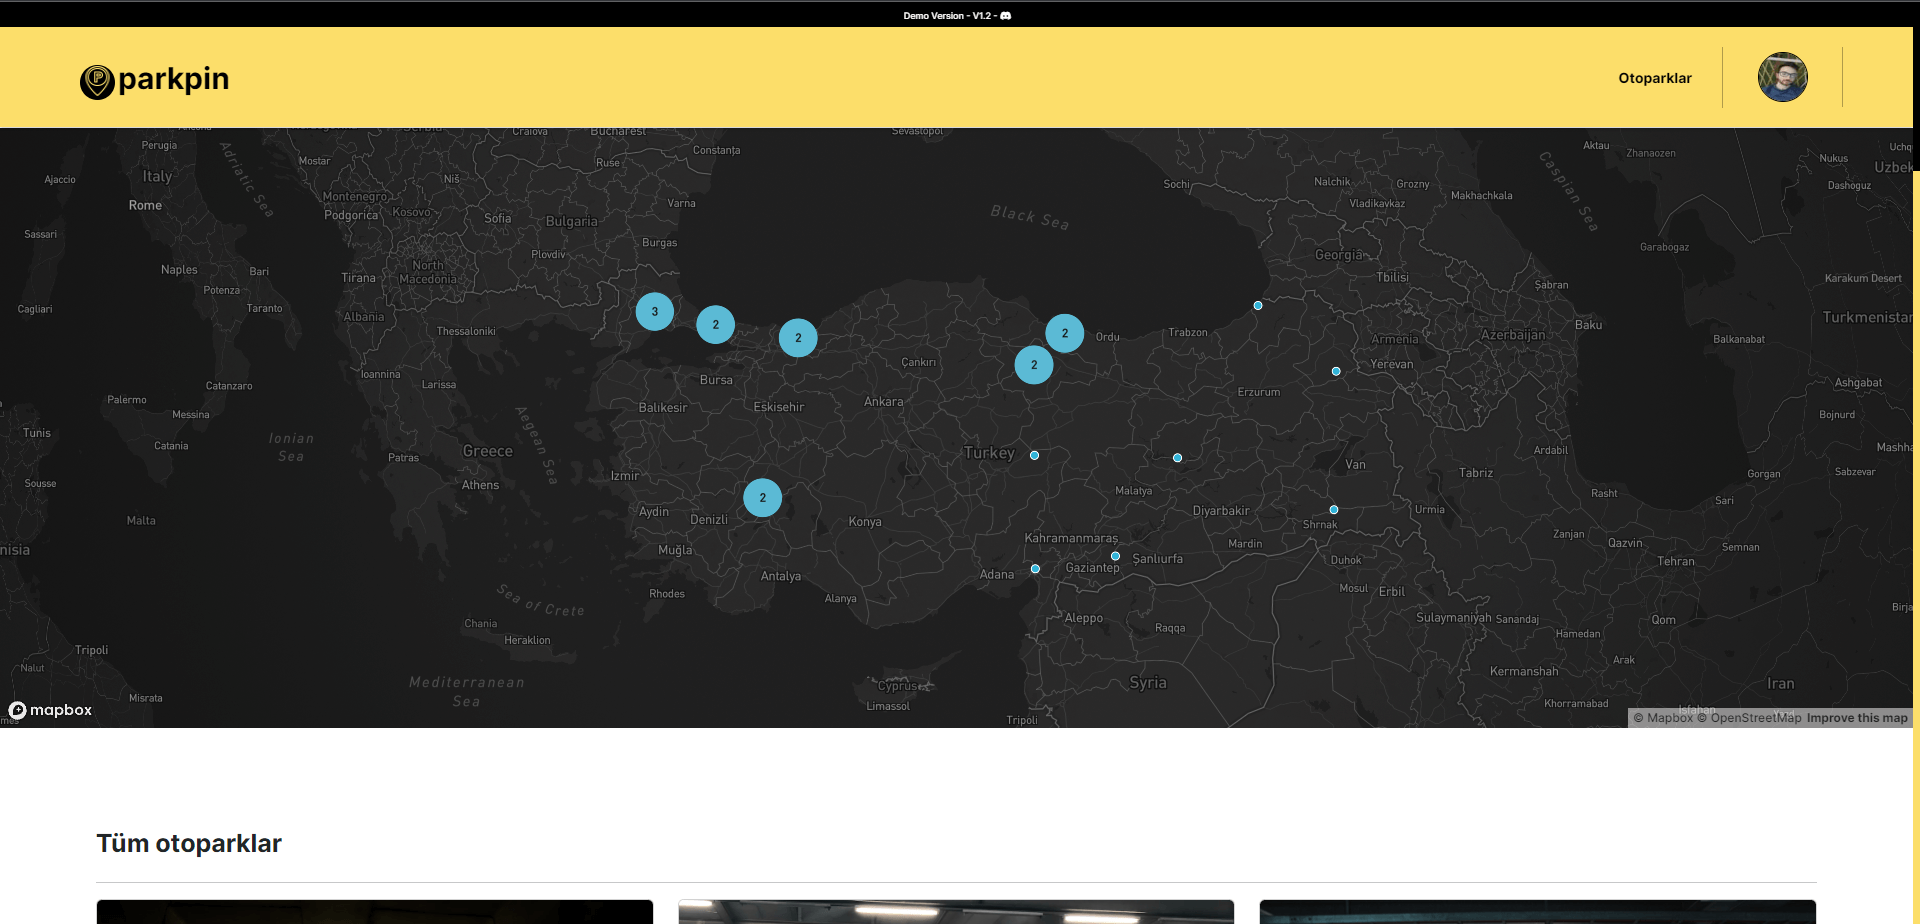 Demo Version - V1.2 -
parkpin
Otoparklar
Craiova
Bucharest
Sevastopol
Perugia
Constanța
Aktau
Zhanaozen
Mostar
Ruse
Nukus
Ajaccio
Italy
Adriatic Sea
Niš
Sochi
Nalchik
Grozny
Caspian Sea
Dashoguz
Montenegro
Makhachkala
Rome
Podgorica
Kosovo
Sofia
Bulgaria
Varna
Black Sea
Vladikavkaz
Sassari
Burgas
Garabogaz
Naples
Bari
Tirana
North Macedonia
Plovdiv
Georgia
Tbilisi
Karakum Desert
Potenza
Şabran
Cagliari
Taranto
Albania
3
2
2
2
2
2
Thessaloniki
Ordu
Trabzon
Armenia
Azerbaijan
Baku
Turkmenistan
Balkanabat
Ioannina
Larissa
Bursa
Çankırı
Yerevan
Catanzaro
Ashgabat
Palermo
Messina
Balıkesir
Eskisehir
Ankara
Erzurum
Bojnurd
Tunis
Ionian Sea
Catania
Aegean Sea
Patras
Greece
Turkey
Van
Ardabil
Mashha
Sousse
Athens
Izmir
Malatya
Tabriz
Gorgan
Sabzevar
Rasht
Sari
Malta
Aydin
Denizli
Konya
Diyarbakir
Shrnak
Urmia
nisia
Muğla
Kahramanmaraş
Mardin
Zanjan
Qazvin
Semnan
Antalya
Adana
Gaziantep
Şanlıurfa
Duhok
Tehran
Rhodes
Alanya
Mosul
Erbil
Sea of Crete
Chania
Heraklion
Aleppo
Raqqa
Sulaymaniyah
Sanandaj
Qom
Birja
Tripoli
Hamedan
Nalut
Arak
Mediterranean Sea
Cyprus
Limassol
Syria
Kermanshah
Iran
Misrata
Khorramabad
Isfahan
Tripoli
mapbox
© Mapbox © OpenStreetMap Improve this map
Tüm otoparklar